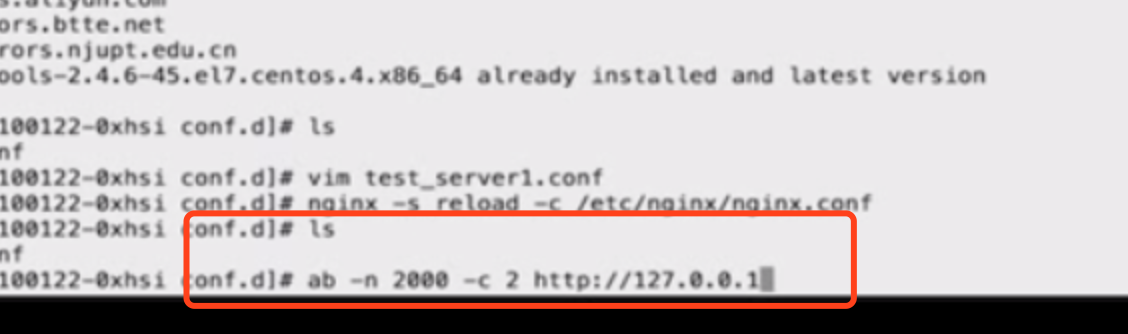 s.aliyun.com
ors.btte.net
rors.njupt.edu.cn
ools-2.4.6-45.el7.centos.4.x86_64 already installed and latest version
100122-0xhsi conf.d]# ls
nf
100122-0xhsi conf.d]# vim test_server1.conf
100122-0xhsi conf.d]# nginx -s reload -c /etc/nginx/nginx.conf
100122-0xhsi conf.d]# ls
nf
100122-0xhsi conf.d]# ab -n 2000 -c 2 http://127.0.0.1